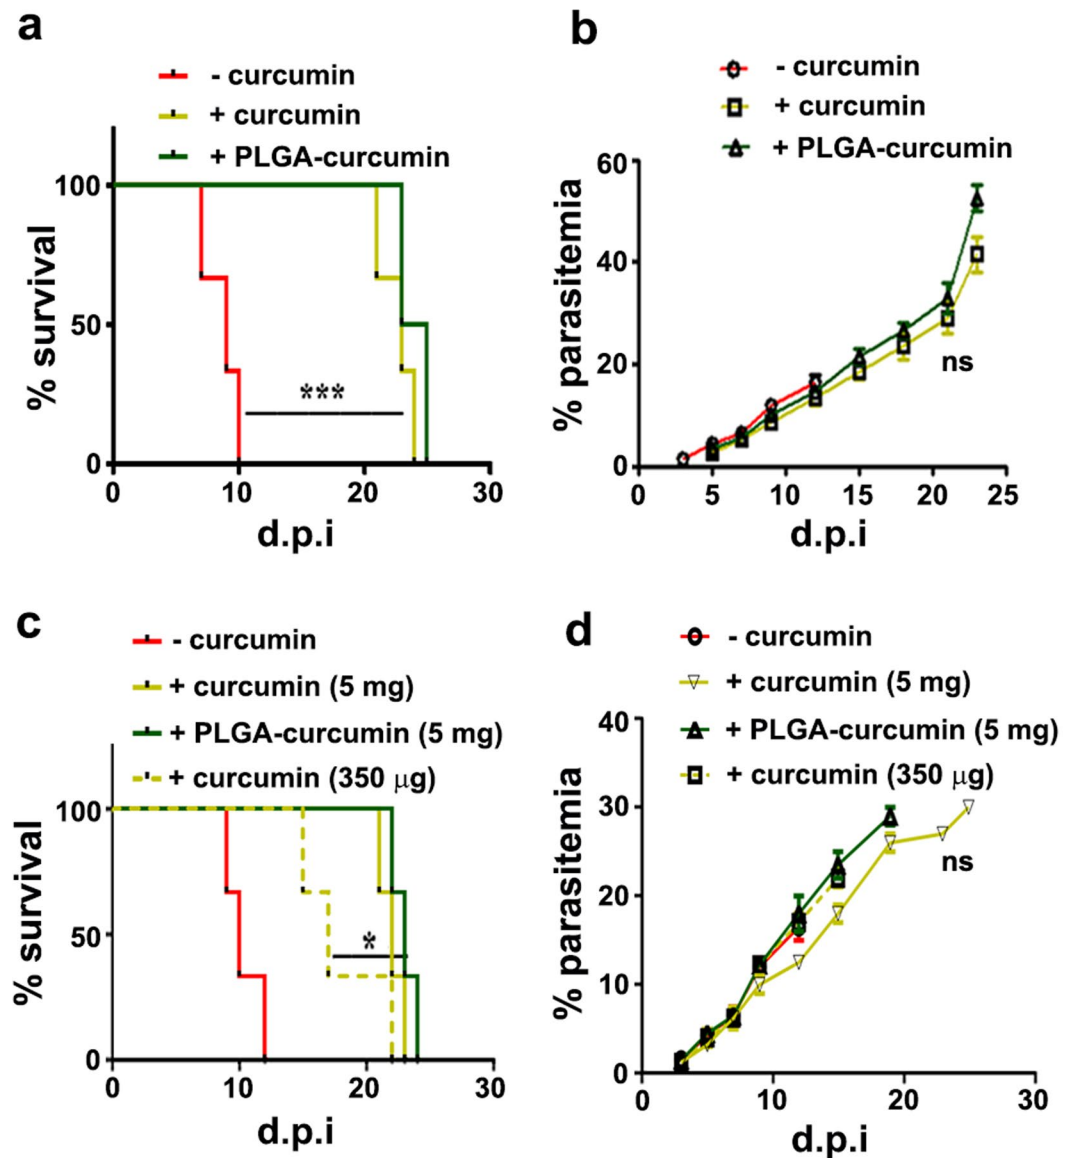 a
- curcumin
+ curcumin
+ PLGA-curcumin
100
50
0
% survival
***
0 10 20 30
d.p.i
b
- curcumin
+ curcumin
+ PLGA-curcumin
60
40
20
0
% parasitemia
ns
0 5 10 15 20 25
d.p.i
c
- curcumin
+ curcumin (5 mg)
+ PLGA-curcumin (5 mg)
+ curcumin (350 μg)
100
50
0
% survival
*
0 10 20 30
d.p.i
d
- curcumin
+ curcumin (5 mg)
+ PLGA-curcumin (5 mg)
+ curcumin (350 μg)
40
30
20
10
0
% parasitemia
ns
0 10 20 30
d.p.i